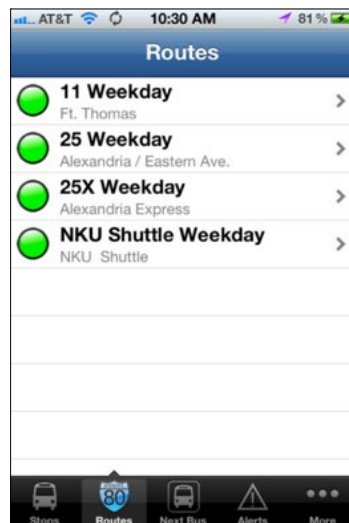 AT&T 10:30 AM 81%
Routes
11 Weekday
Ft. Thomas
25 Weekday
Alexandria / Eastern Ave.
25X Weekday
Alexandria Express
NKU Shuttle Weekday
NKU Shuttle
80
Stops Routes Next Bus Alerts More